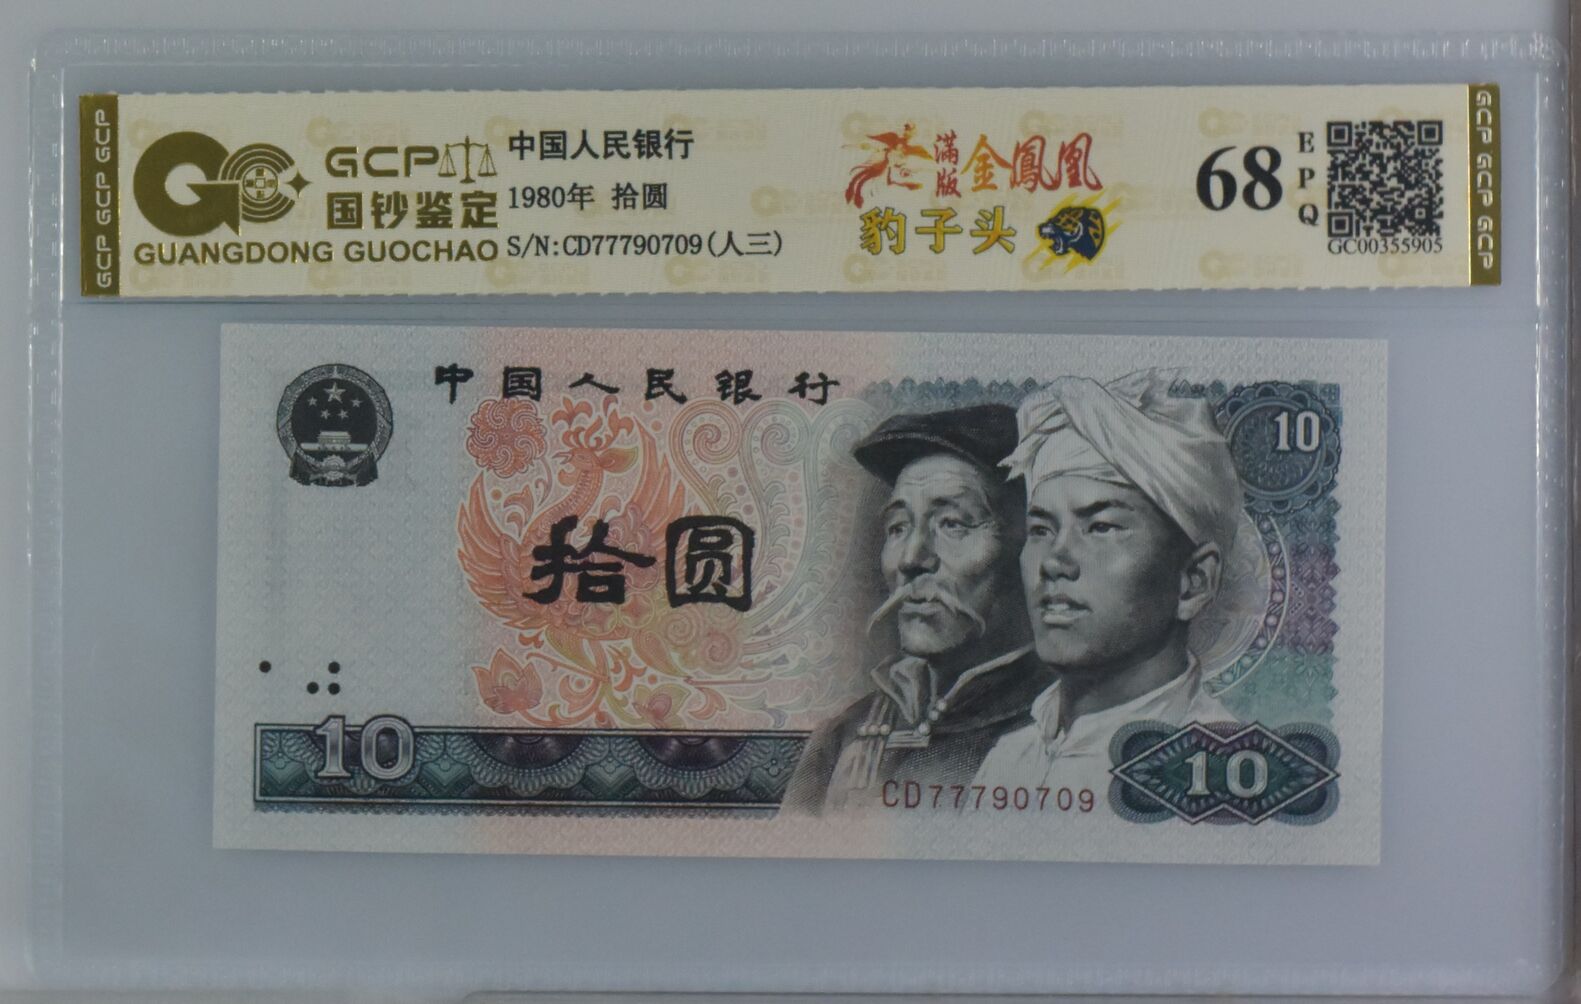 GCP GCP GCP
GCP
国钞鉴定
GUANGDONG GUOCHAO
中国人民银行
1980年 拾圆
S/N:CD77790709(人三)
满版 金鳳凰
豹子头
68
EPQ
GC00355905
GCP GCP GCP
中国人民银行
10
拾圆
10
CD77790709
10